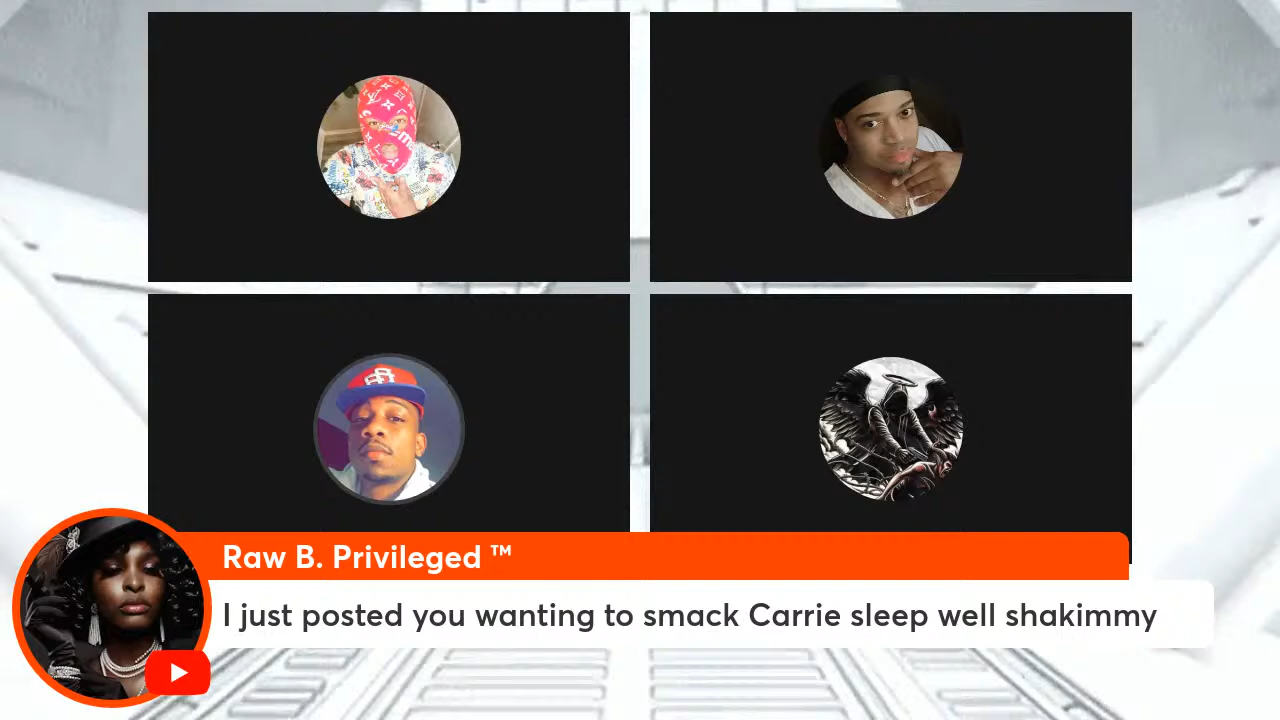 Raw B. Privileged ™
I just posted you wanting to smack Carrie sleep well shakimmy